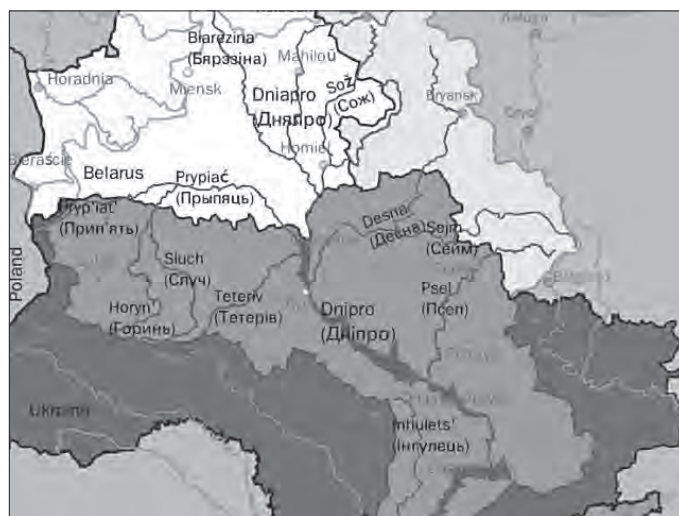 Biarezina
(Бярэзіна)
Mahiloŭ
Horadnia
Miensk
Sož
(Сож)
Dniapro
(Дняпро)
Bryansk
Homiel
Belarus
Prypiać
(Прыпяць)
Pryp'iat'
(Прип'ять)
Desna
(Десна)
Sejm
(Сейм)
Poland
Sluch
(Случ)
Teteriv
(Тетерів)
Horyn'
(Горинь)
Psel
(Псел)
Dnipro
(Дніпро)
Ukraine
Inhulets'
(Інгулець)